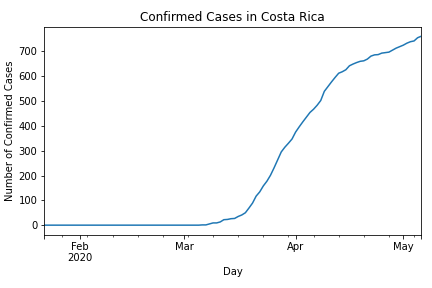 Confirmed Cases in Costa Rica
Number of Confirmed Cases
700
600
500
400
300
200
100
0
Feb
2020
Mar
Apr
May
Day